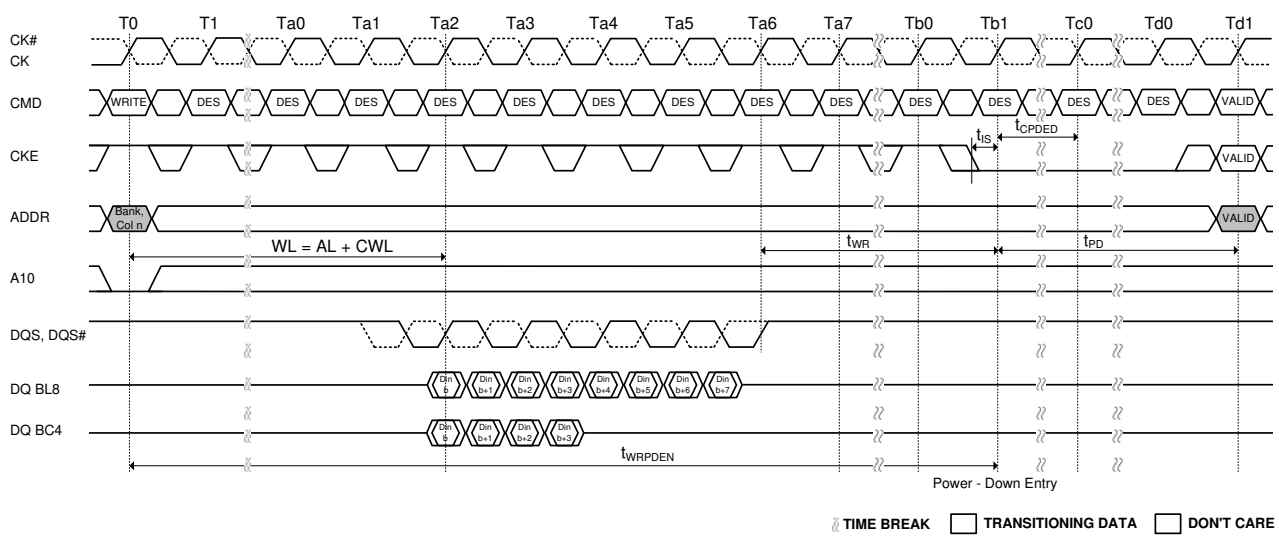 T0 T1 Ta0 Ta1 Ta2 Ta3 Ta4 Ta5 Ta6 Ta7 Tb0 Tb1 Tc0 Td0 Td1
CK#
CK
CMD WRITE DES DES DES DES DES DES DES DES DES DES DES DES DES VALID
tIS tCPDED
CKE VALID
ADDR Bank, Col n VALID
WL = AL + CWL tWR tPD
A10
DQS, DQS#
DQ BL8 Din b Din b+1 Din b+2 Din b+3 Din b+4 Din b+5 Din b+6 Din b+7
DQ BC4 Din b Din b+1 Din b+2 Din b+3
tWRPDEN
Power - Down Entry
TIME BREAK TRANSITIONING DATA DON'T CARE